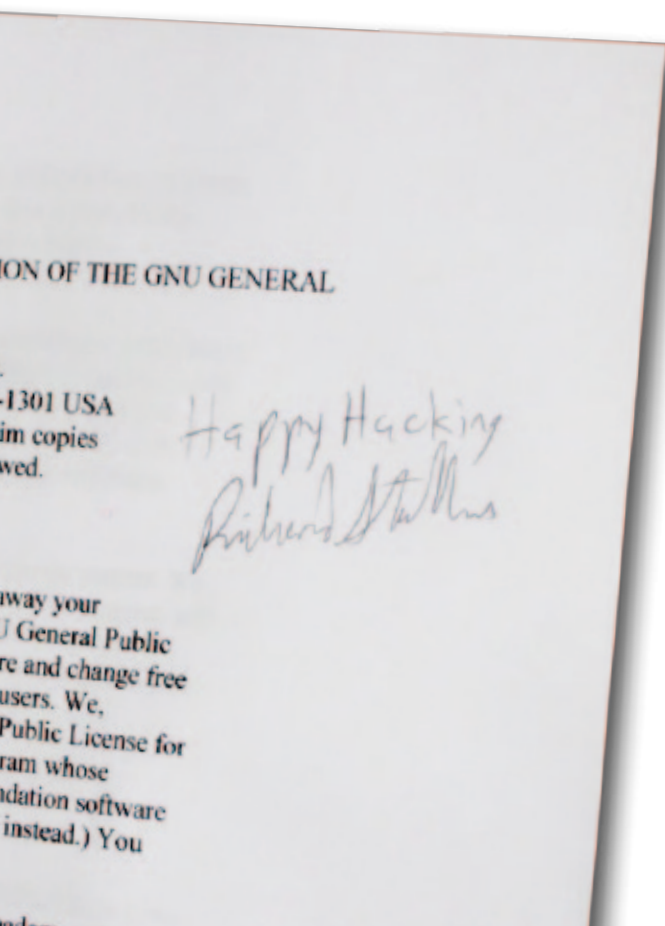 ION OF THE GNU GENERAL
-1301 USA
im copies
wed.
Happy Hacking
Richard Stallman
away your
U General Public
re and change free
users. We,
Public License for
ram whose
ndation software
instead.) You